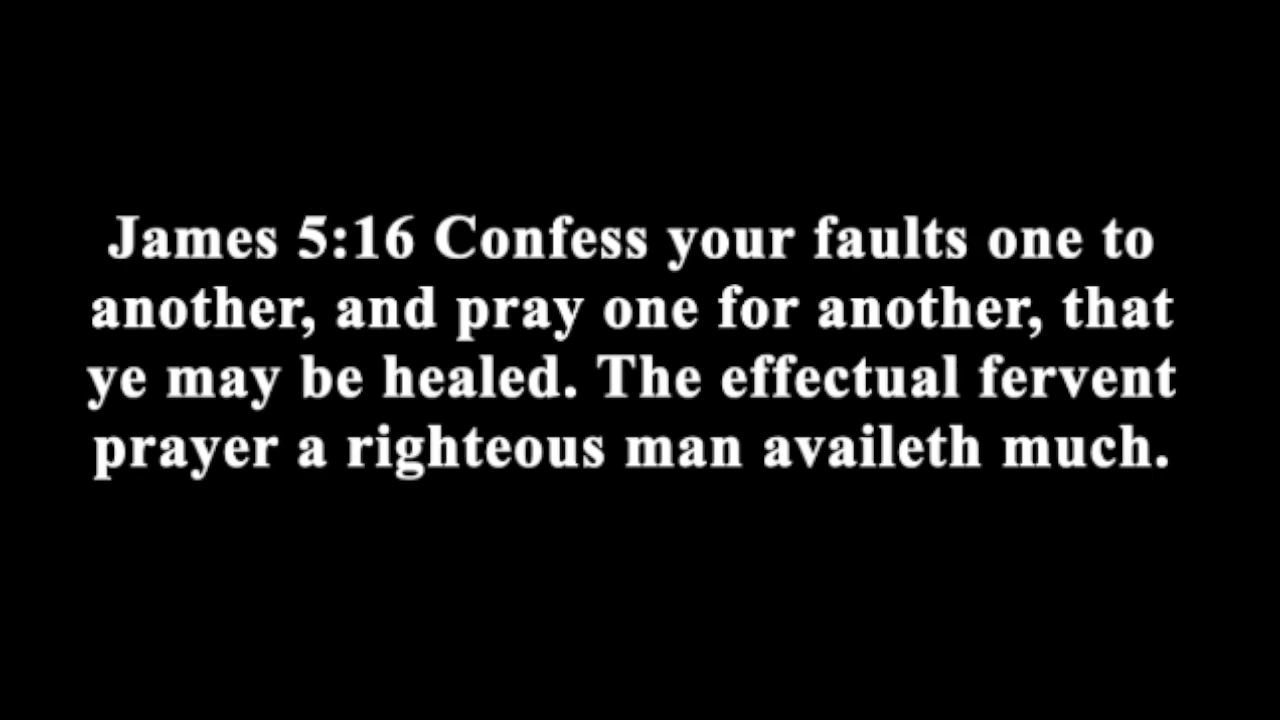 James 5:16 Confess your faults one to
another, and pray one for another, that
ye may be healed. The effectual fervent
prayer a righteous man availeth much.